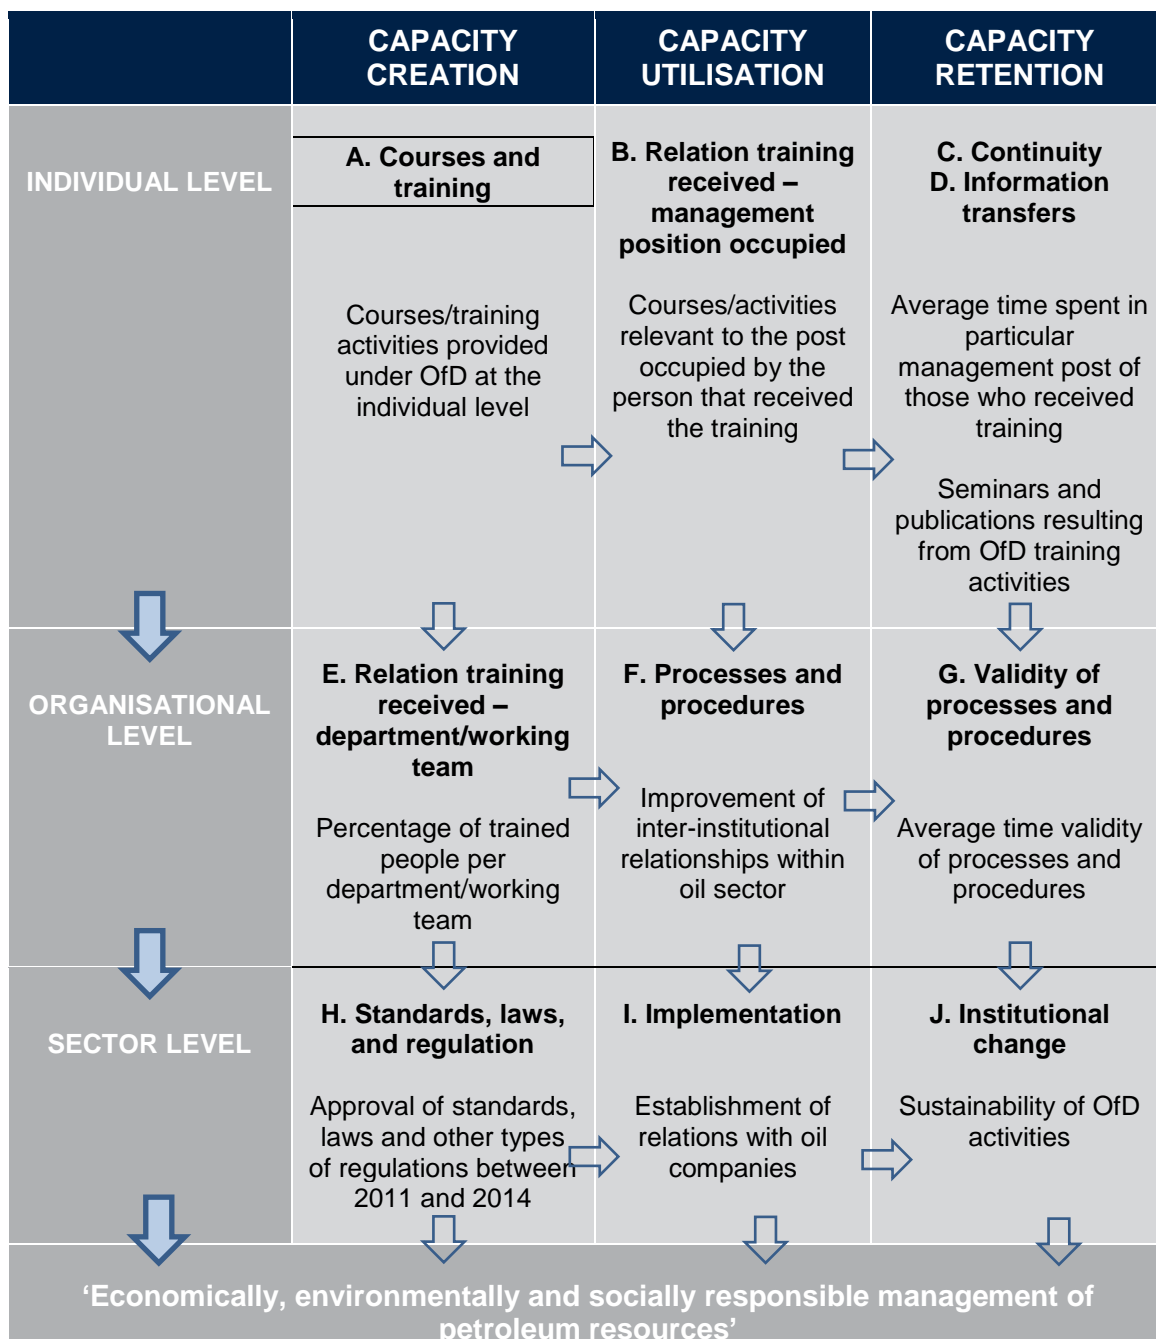 CAPACITY
CREATION
CAPACITY
UTILISATION
CAPACITY
RETENTION
INDIVIDUAL LEVEL
A. Courses and
training
Courses/training
activities provided
under OfD at the
individual level
B. Relation training
received –
management
position occupied
Courses/activities
relevant to the post
occupied by the
person that received
the training
C. Continuity
D. Information
transfers
Average time spent in
particular
management post of
those who received
training
Seminars and
publications resulting
from OfD training
activities
ORGANISATIONAL
LEVEL
E. Relation training
received –
department/working
team
Percentage of trained
people per
department/working
team
F. Processes and
procedures
Improvement of
inter-institutional
relationships within
oil sector
G. Validity of
processes and
procedures
Average time validity
of processes and
procedures
SECTOR LEVEL
H. Standards, laws,
and regulation
Approval of standards,
laws and other types
of regulations between
2011 and 2014
I. Implementation
Establishment of
relations with oil
companies
J. Institutional
change
Sustainability of OfD
activities
‘Economically, environmentally and socially responsible management of
petroleum resources’